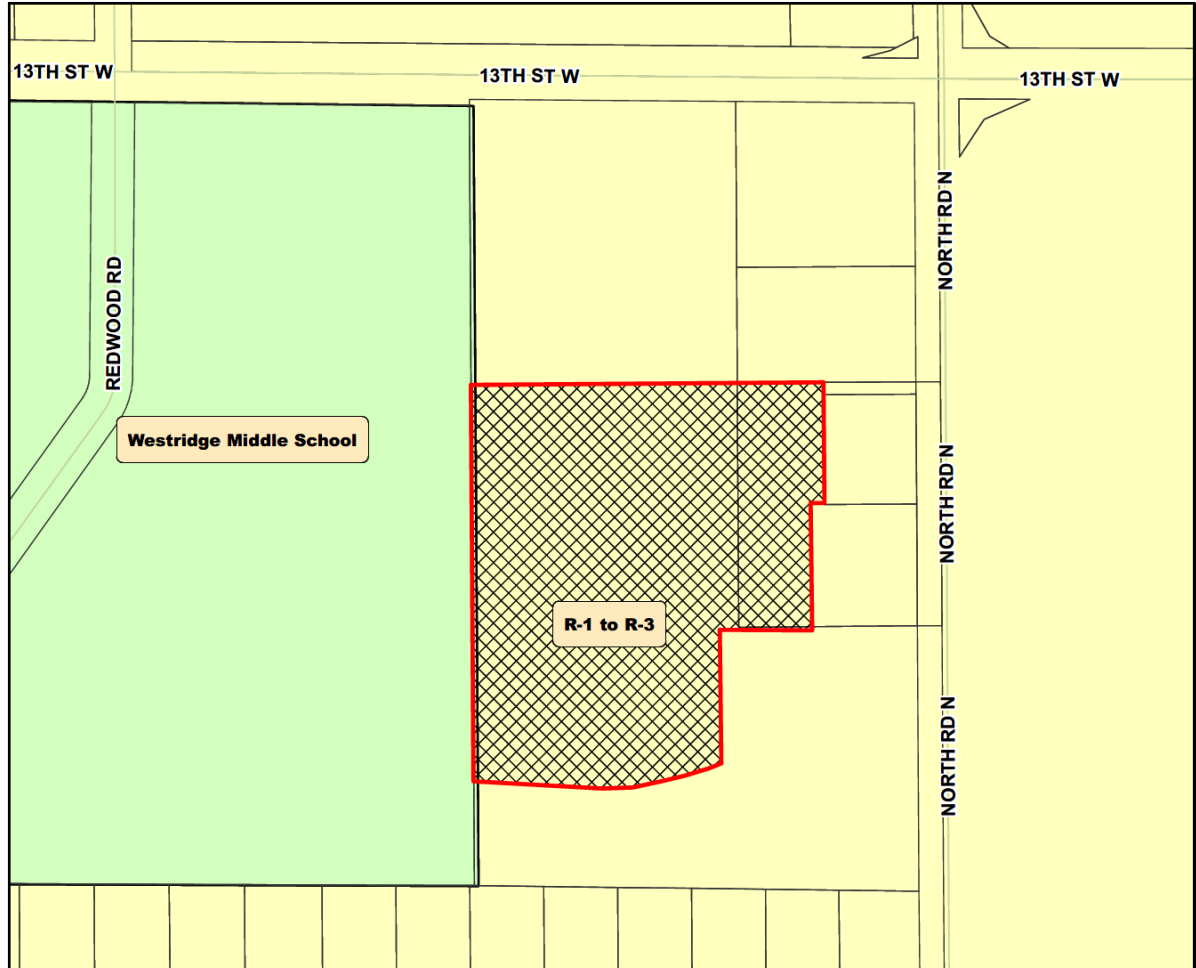 13TH ST W
13TH ST W
13TH ST W
NORTH RD N
REDWOOD RD
Westridge Middle School
NORTH RD N
R-1 to R-3
NORTH RD N